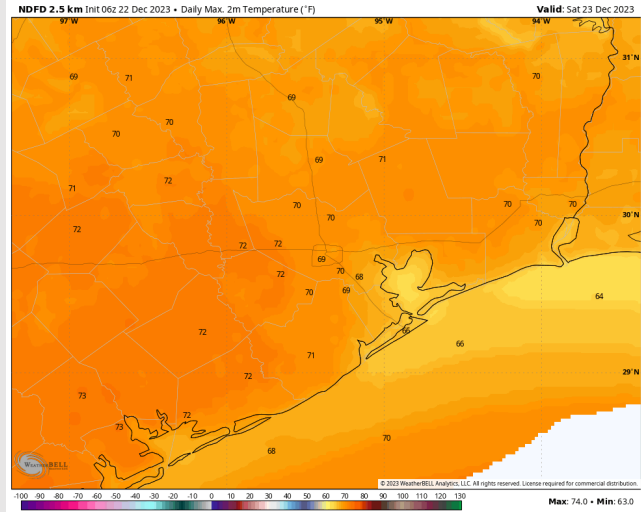 NDFD 2.5 km Init 06z 22 Dec 2023 • Daily Max. 2m Temperature (°F)
Valid: Sat 23 Dec 2023
97°W 96°W 95°W 94°W
31°N
69 71 70
69
70 70
69 71
71 72
70 70 70 70
30°N
72 70
72 72
69
72 70 68
70 69 64
72 66 66
71
29°N
72
73
73 72
70
68
WEATHERBELL
© 2023 WeatherBELL Analytics, LLC. All rights reserved. License required for commercial distribution.
-100 -90 -80 -70 -60 -50 -40 -30 -20 -10 0 10 20 30 40 50 60 70 80 90 100 110 120 130
Max: 74.0 • Min: 63.0